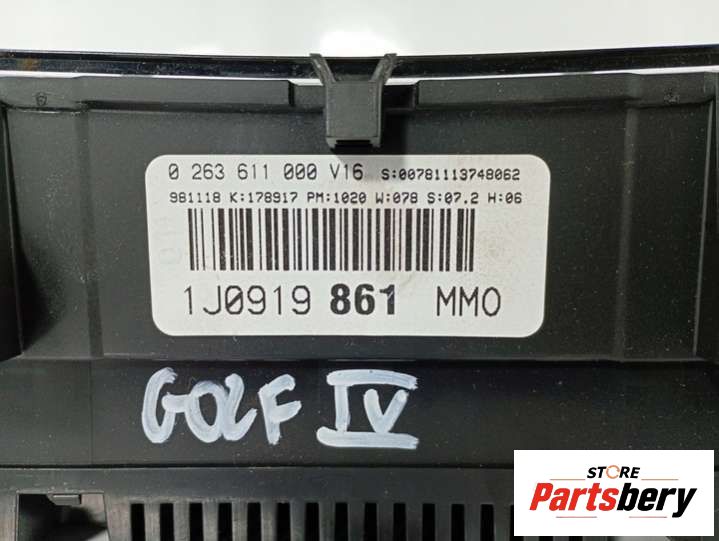 0 263 611 000 V16 S:00781113748062
981118 K:178917 PM:1020 W:078 S:07.2 H:06
1J0919 861 MMO
GOLF IV
STORE
Partsbery